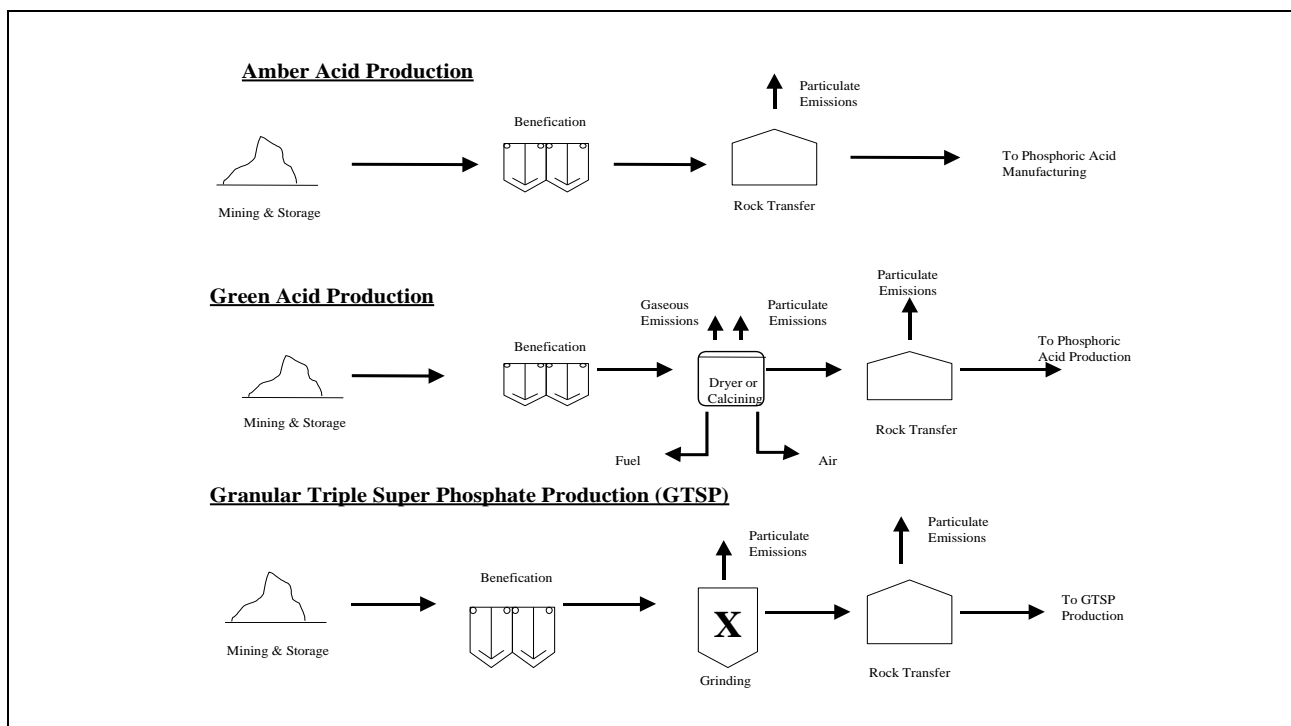 Amber Acid Production
Particulate
Emissions
Benefication
To Phosphoric Acid
Manufacturing
Mining & Storage
Rock Transfer
Green Acid Production
Gaseous
Emissions
Particulate
Emissions
Particulate
Emissions
Benefication
To Phosphoric
Acid Production
Dryer or
Calcining
Mining & Storage
Rock Transfer
Fuel
Air
Granular Triple Super Phosphate Production (GTSP)
Particulate
Emissions
Particulate
Emissions
Benefication
X
To GTSP
Production
Mining & Storage
Grinding
Rock Transfer